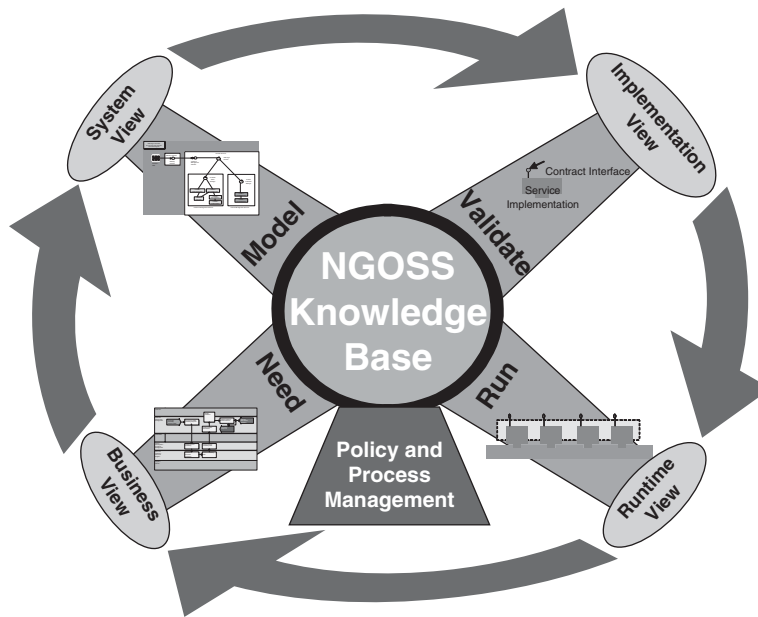 System
View
Implementation
View
Model
Validate
Contract Interface
Service
Implementation
NGOSS
Knowledge
Base
Need
Run
Policy and
Process
Management
Business
View
Runtime
View